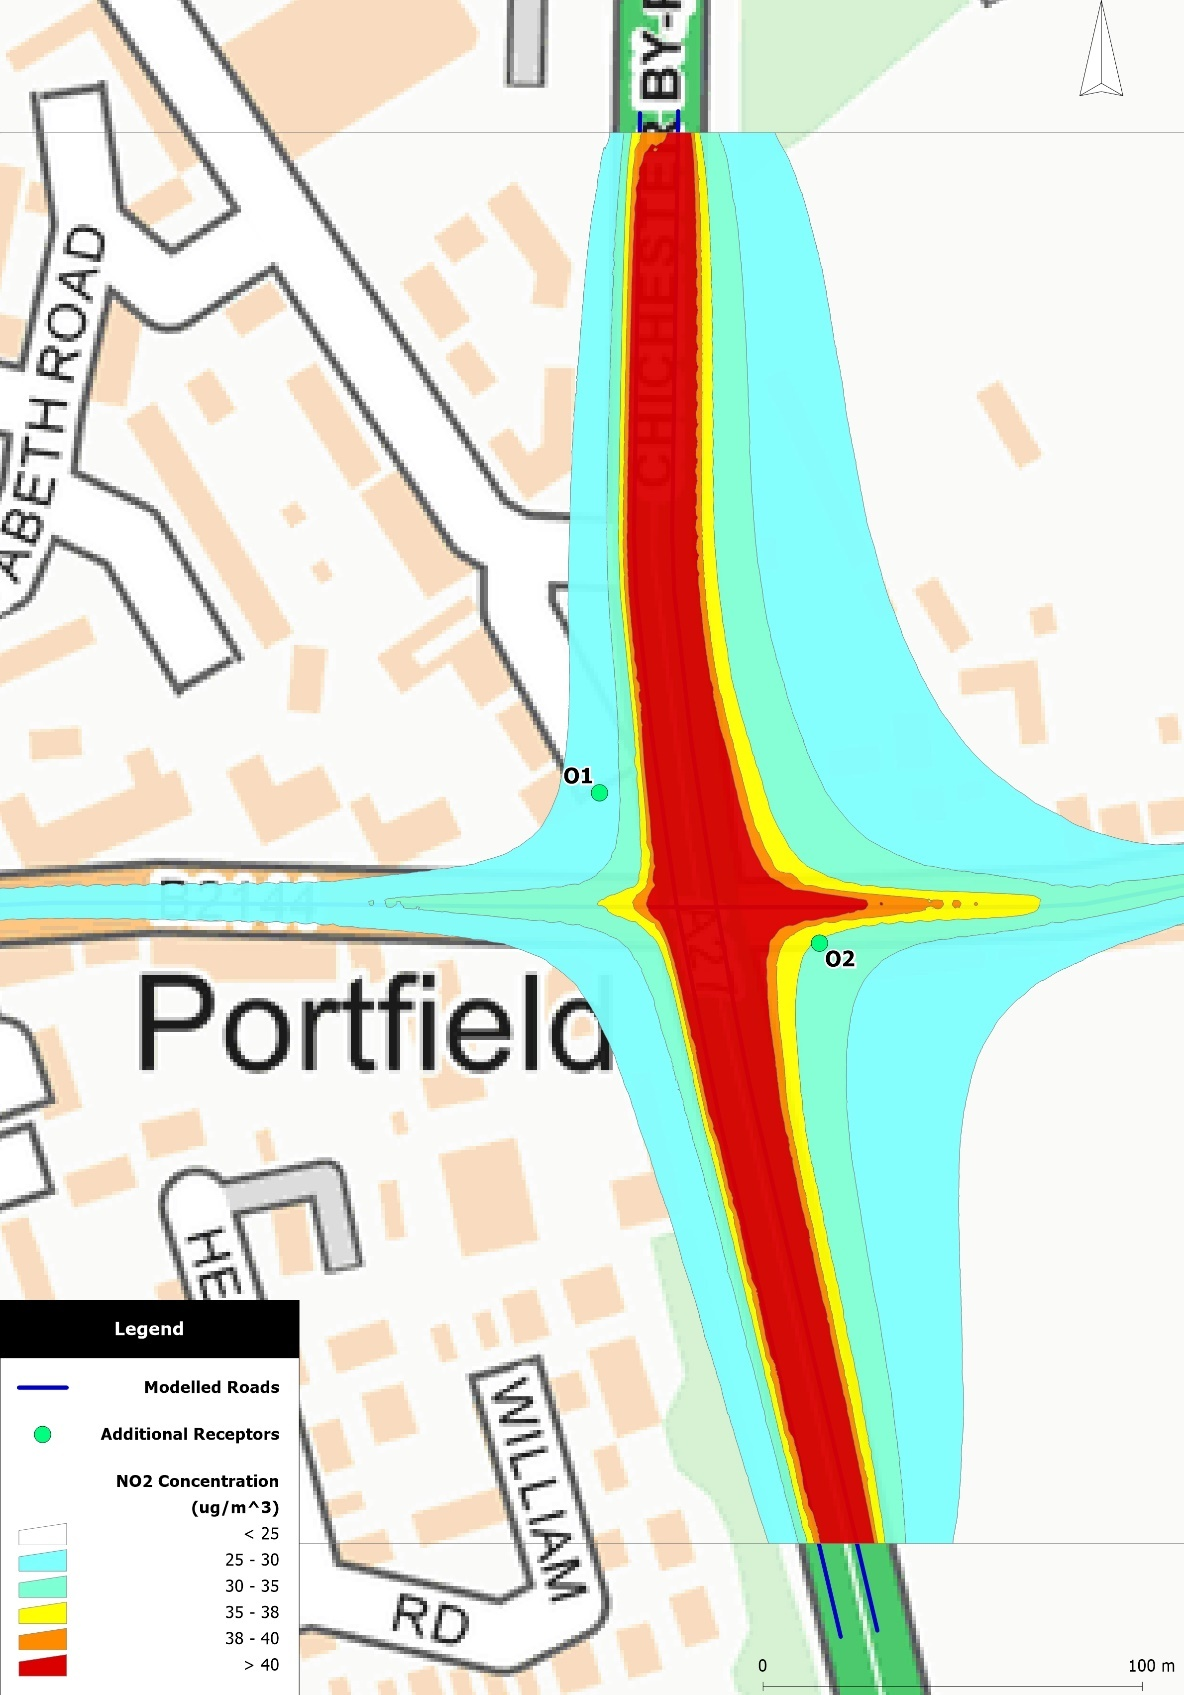 BY-
CHICHESTER
ABETH ROAD
O1
B2144
A27
O2
Portfield
HE
WILLIAM
RD
Legend
Modelled Roads
Additional Receptors
NO2 Concentration
(ug/m^3)
< 25
25 - 30
30 - 35
35 - 38
38 - 40
> 40
0 100 m